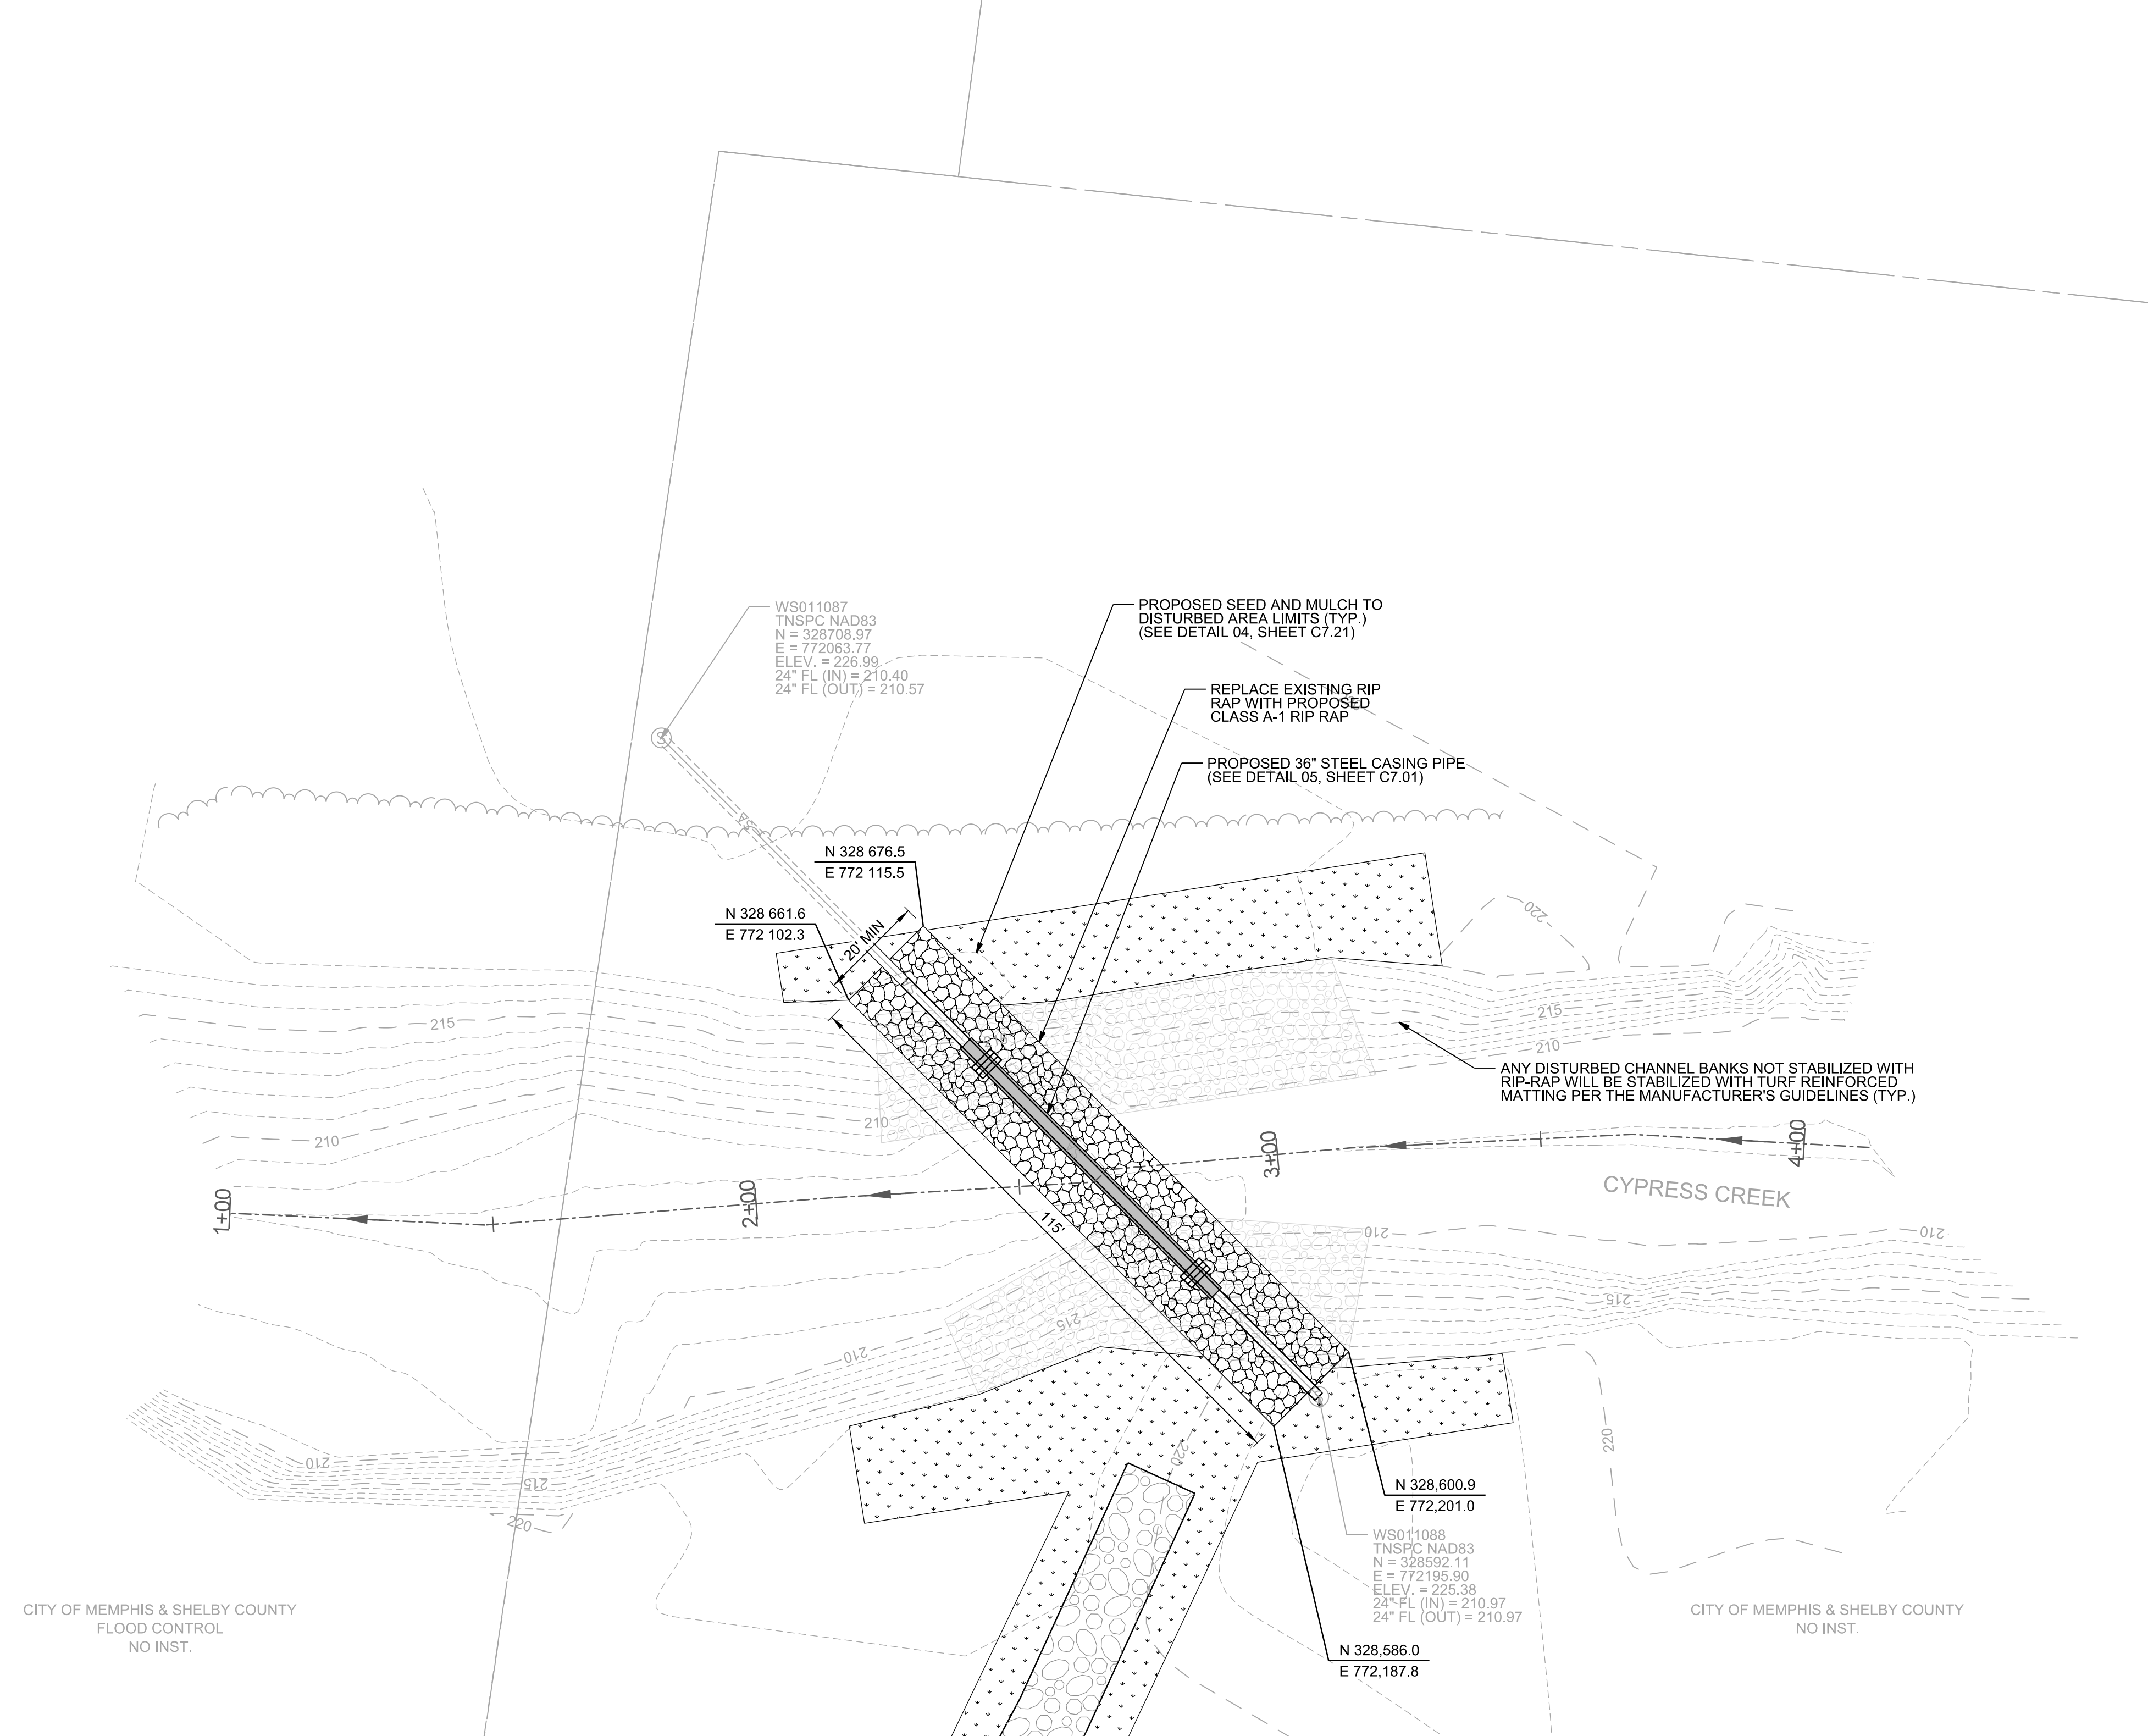 WS011087
TNSPC NAD83
N = 328708.97
E = 772063.77
ELEV. = 226.99
24" FL (IN) = 210.40
24" FL (OUT) = 210.57
PROPOSED SEED AND MULCH TO
DISTURBED AREA LIMITS (TYP.)
(SEE DETAIL 04, SHEET C7.21)
REPLACE EXISTING RIP
RAP WITH PROPOSED
CLASS A-1 RIP RAP
PROPOSED 36" STEEL CASING PIPE
(SEE DETAIL 05, SHEET C7.01)
S
SA
N 328 676.5
E 772 115.5
N 328 661.6
E 772 102.3
20' MIN
220
215
215
210
ANY DISTURBED CHANNEL BANKS NOT STABILIZED WITH
RIP-RAP WILL BE STABILIZED WITH TURF REINFORCED
MATTING PER THE MANUFACTURER'S GUIDELINES (TYP.)
210
210
1+00
2+00
3+00
4+00
CYPRESS CREEK
115'
210
210
215
215
210
210
215
220
220
220
N 328,600.9
E 772,201.0
WS011088
TNSPC NAD83
N = 328592.11
E = 772195.90
ELEV. = 225.38
24" FL (IN) = 210.97
24" FL (OUT) = 210.97
N 328,586.0
E 772,187.8
CITY OF MEMPHIS & SHELBY COUNTY
FLOOD CONTROL
NO INST.
CITY OF MEMPHIS & SHELBY COUNTY
NO INST.